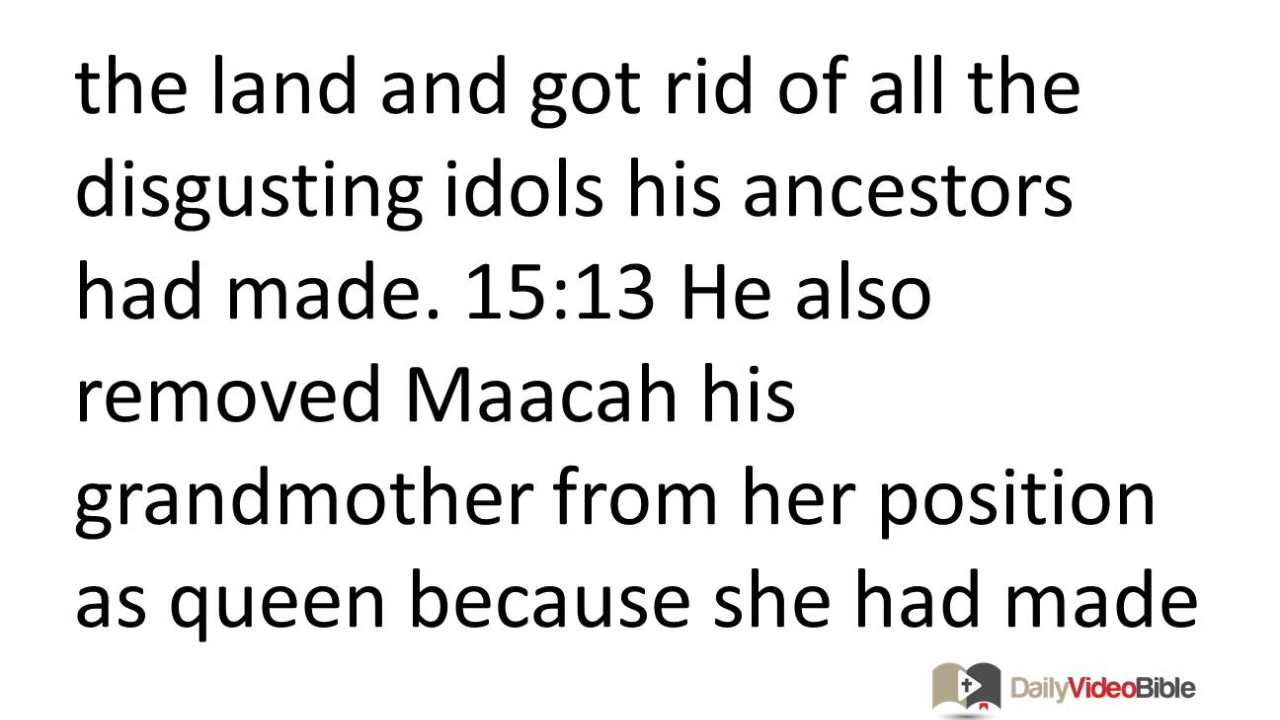 the land and got rid of all the
disgusting idols his ancestors
had made. 15:13 He also
removed Maacah his
grandmother from her position
as queen because she had made
DailyVideoBible